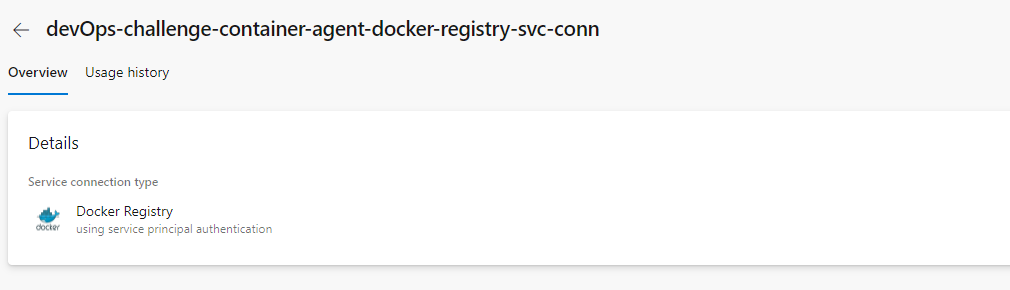 devOps-challenge-container-agent-docker-registry-svc-conn
Overview Usage history
Details
Service connection type
Docker Registry
docker
using service principal authentication